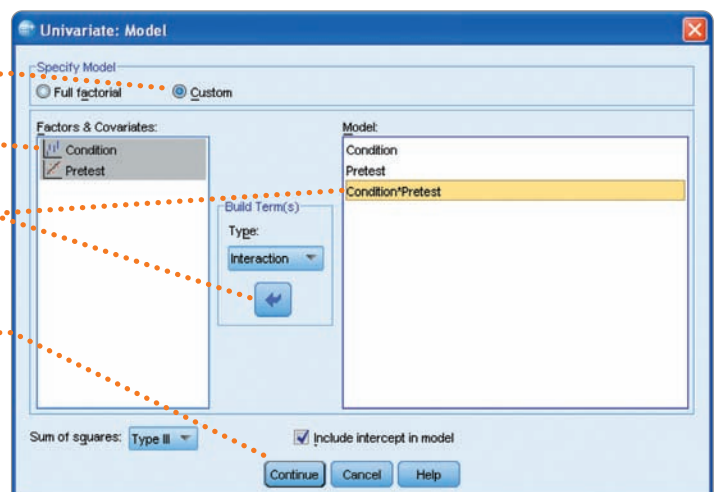 Univariate: Model
Specify Model
Full factorial
Custom
Factors & Covariates:
Condition
Pretest
Build Term(s)
Type:
Interaction
Model:
Condition
Pretest
Condition*Pretest
Sum of squares: Type III
Include intercept in model
Continue Cancel Help